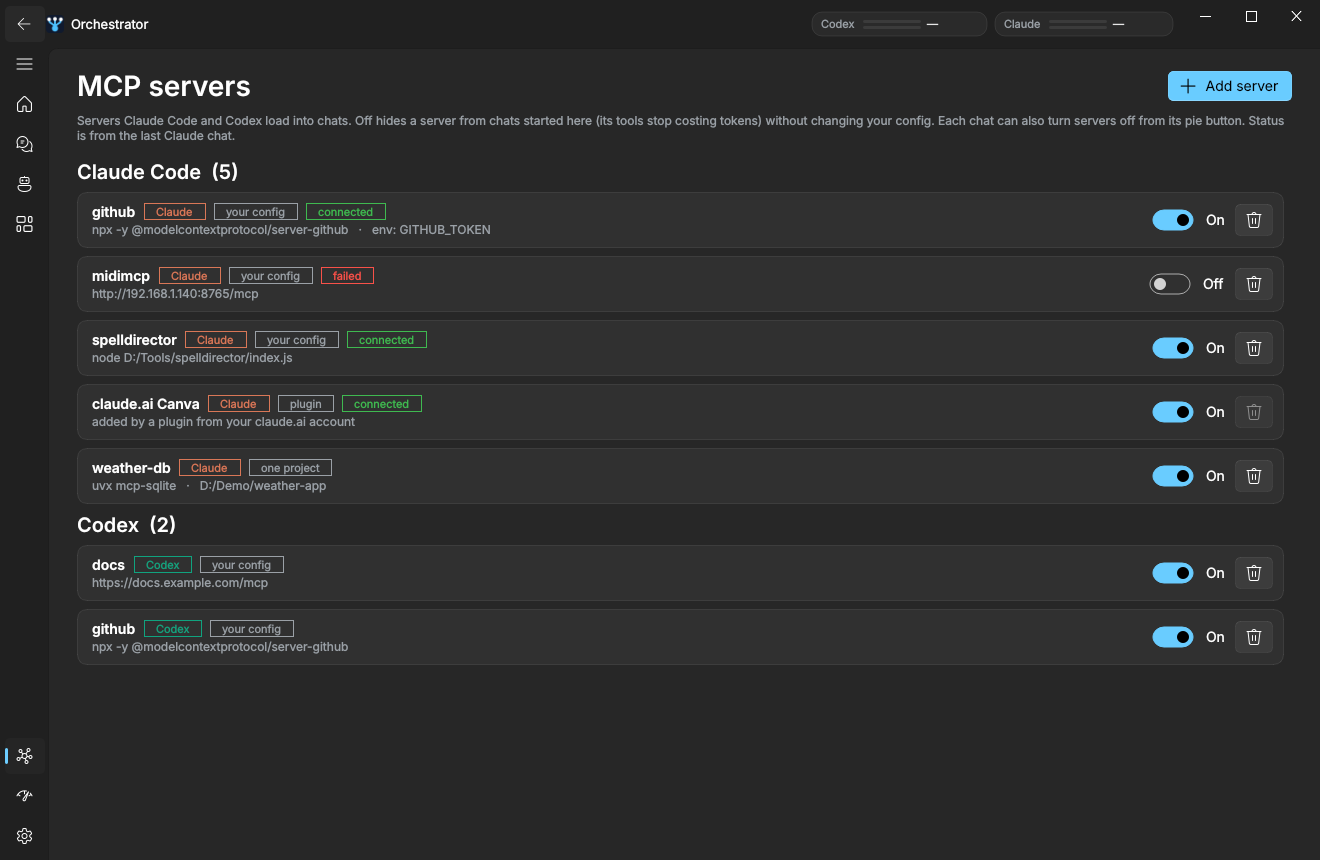 Orchestrator
Codex —
Claude —
MCP servers
Add server
Servers Claude Code and Codex load into chats. Off hides a server from chats started here (its tools stop costing tokens) without changing your config. Each chat can also turn servers off from its pie button. Status
is from the last Claude chat.
Claude Code (5)
github Claude your config connected
npx -y @modelcontextprotocol/server-github · env: GITHUB_TOKEN
On
midimcp Claude your config failed
http://192.168.1.140:8765/mcp
Off
spelldirector Claude your config connected
node D:/Tools/spelldirector/index.js
On
claude.ai Canva Claude plugin connected
added by a plugin from your claude.ai account
On
weather-db Claude one project
uvx mcp-sqlite · D:/Demo/weather-app
On
Codex (2)
docs Codex your config
https://docs.example.com/mcp
On
github Codex your config
npx -y @modelcontextprotocol/server-github
On